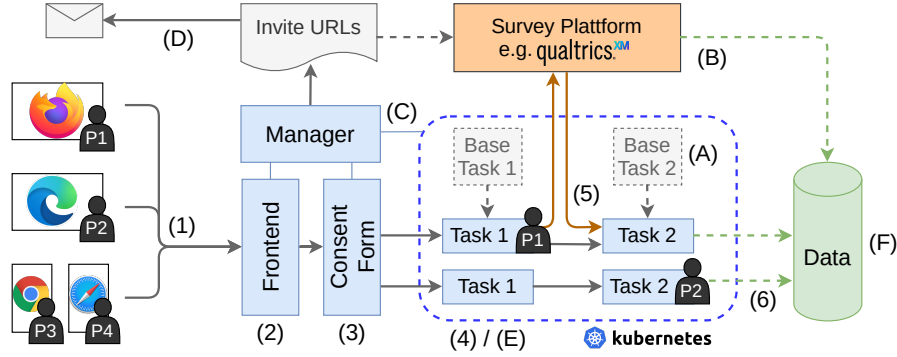 (D)
Invite URLs
Survey Plattform
e.g. qualtrics.XM
(B)
P1
(C)
Manager
Base
Task 1
Base
Task 2
(A)
P2
(1)
(5)
Frontend
Consent
Form
Task 1
P1
Task 2
Data
(F)
P3
P4
Task 1
Task 2
P2
(6)
(2)
(3)
(4) / (E)
kubernetes